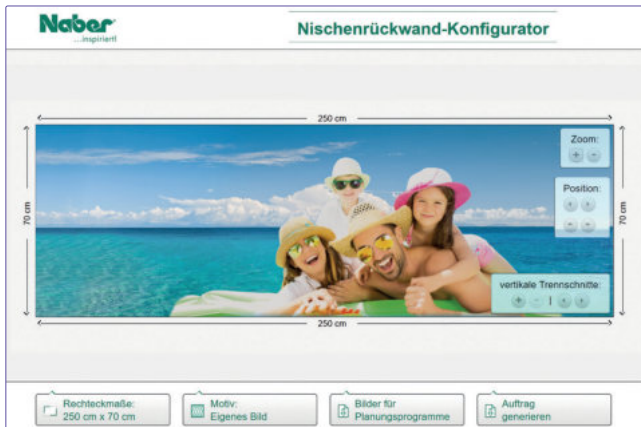 Naber
...inspiriert!
Nischenrückwand-Konfigurator
250 cm
70 cm
70 cm
Zoom:
Position:
vertikale Trennschnitte:
250 cm
Rechteckmaße:
250 cm x 70 cm
Motiv:
Eigenes Bild
Bilder für
Planungsprogramme
Auftrag
generieren